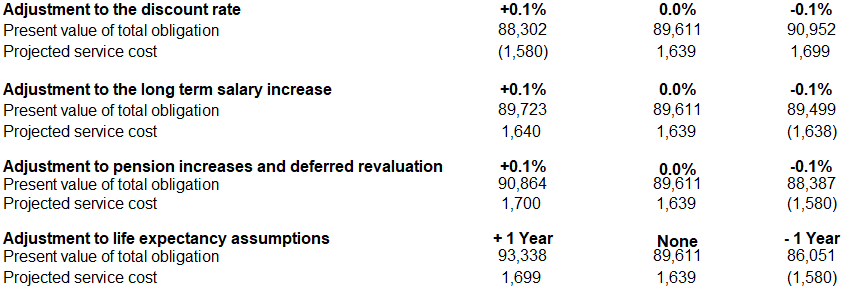 Adjustment to the discount rate +0.1% 0.0% -0.1%
Present value of total obligation 88,302 89,611 90,952
Projected service cost (1,580) 1,639 1,699
Adjustment to the long term salary increase +0.1% 0.0% -0.1%
Present value of total obligation 89,723 89,611 89,499
Projected service cost 1,640 1,639 (1,638)
Adjustment to pension increases and deferred revaluation +0.1% 0.0% -0.1%
Present value of total obligation 90,864 89,611 88,387
Projected service cost 1,700 1,639 (1,580)
Adjustment to life expectancy assumptions + 1 Year None - 1 Year
Present value of total obligation 93,338 89,611 86,051
Projected service cost 1,699 1,639 (1,580)